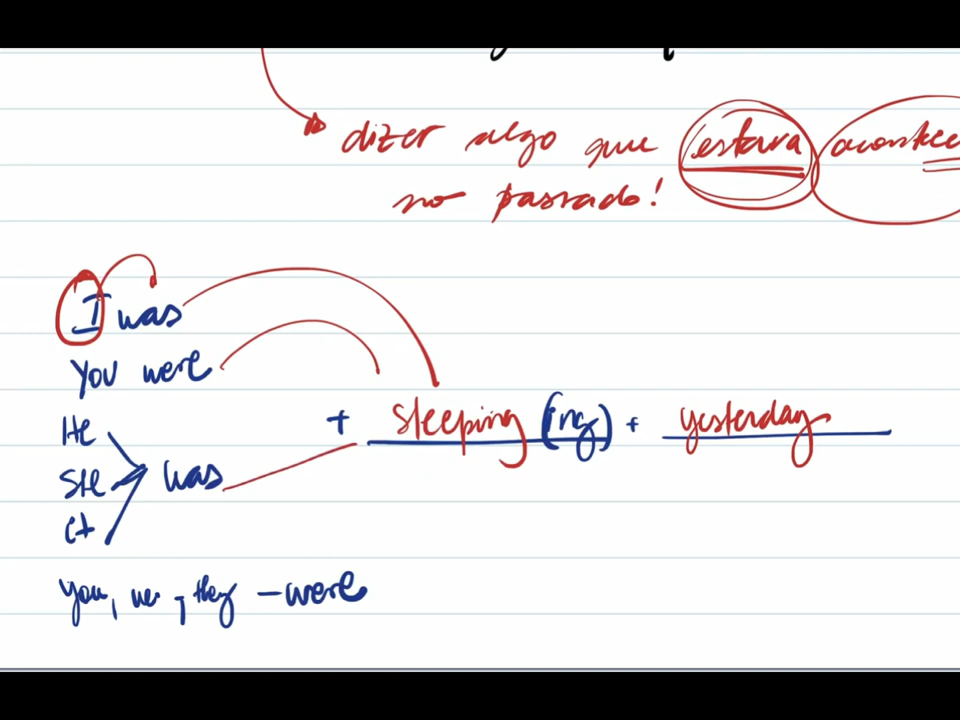 dizer algo que estava
no passado!
I was
You were
He
She was
it
+ sleeping (ing) + yesterday
you, we, they - were